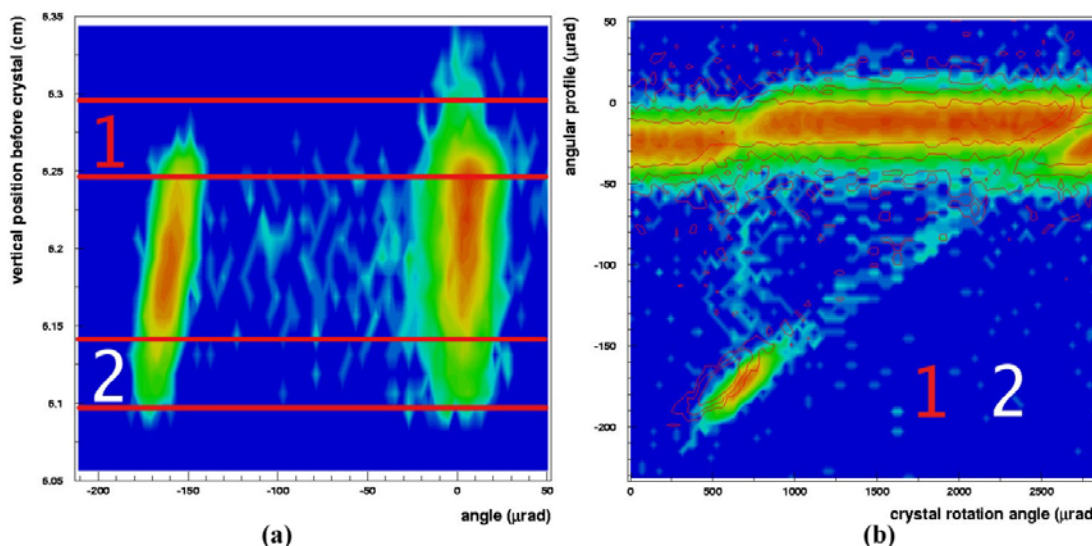 vertical position before crystal (cm)
6.35
6.3
6.25
6.2
6.15
6.1
6.05
1
2
-200 -150 -100 -50 0 50
angle (μrad)
(a)
angular profile (μrad)
50
0
-50
-100
-150
-200
1 2
0 500 1000 1500 2000 2500
crystal rotation angle (μrad
(b)